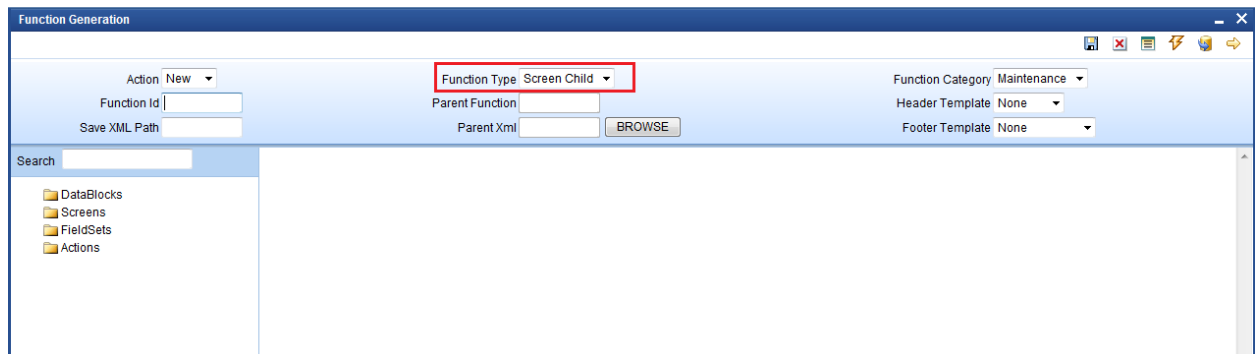 Function Generation
Action New Function Type Screen Child Function Category Maintenance
Function Id Parent Function Header Template None
Save XML Path Parent Xml BROWSE Footer Template None
Search
DataBlocks
Screens
FieldSets
Actions